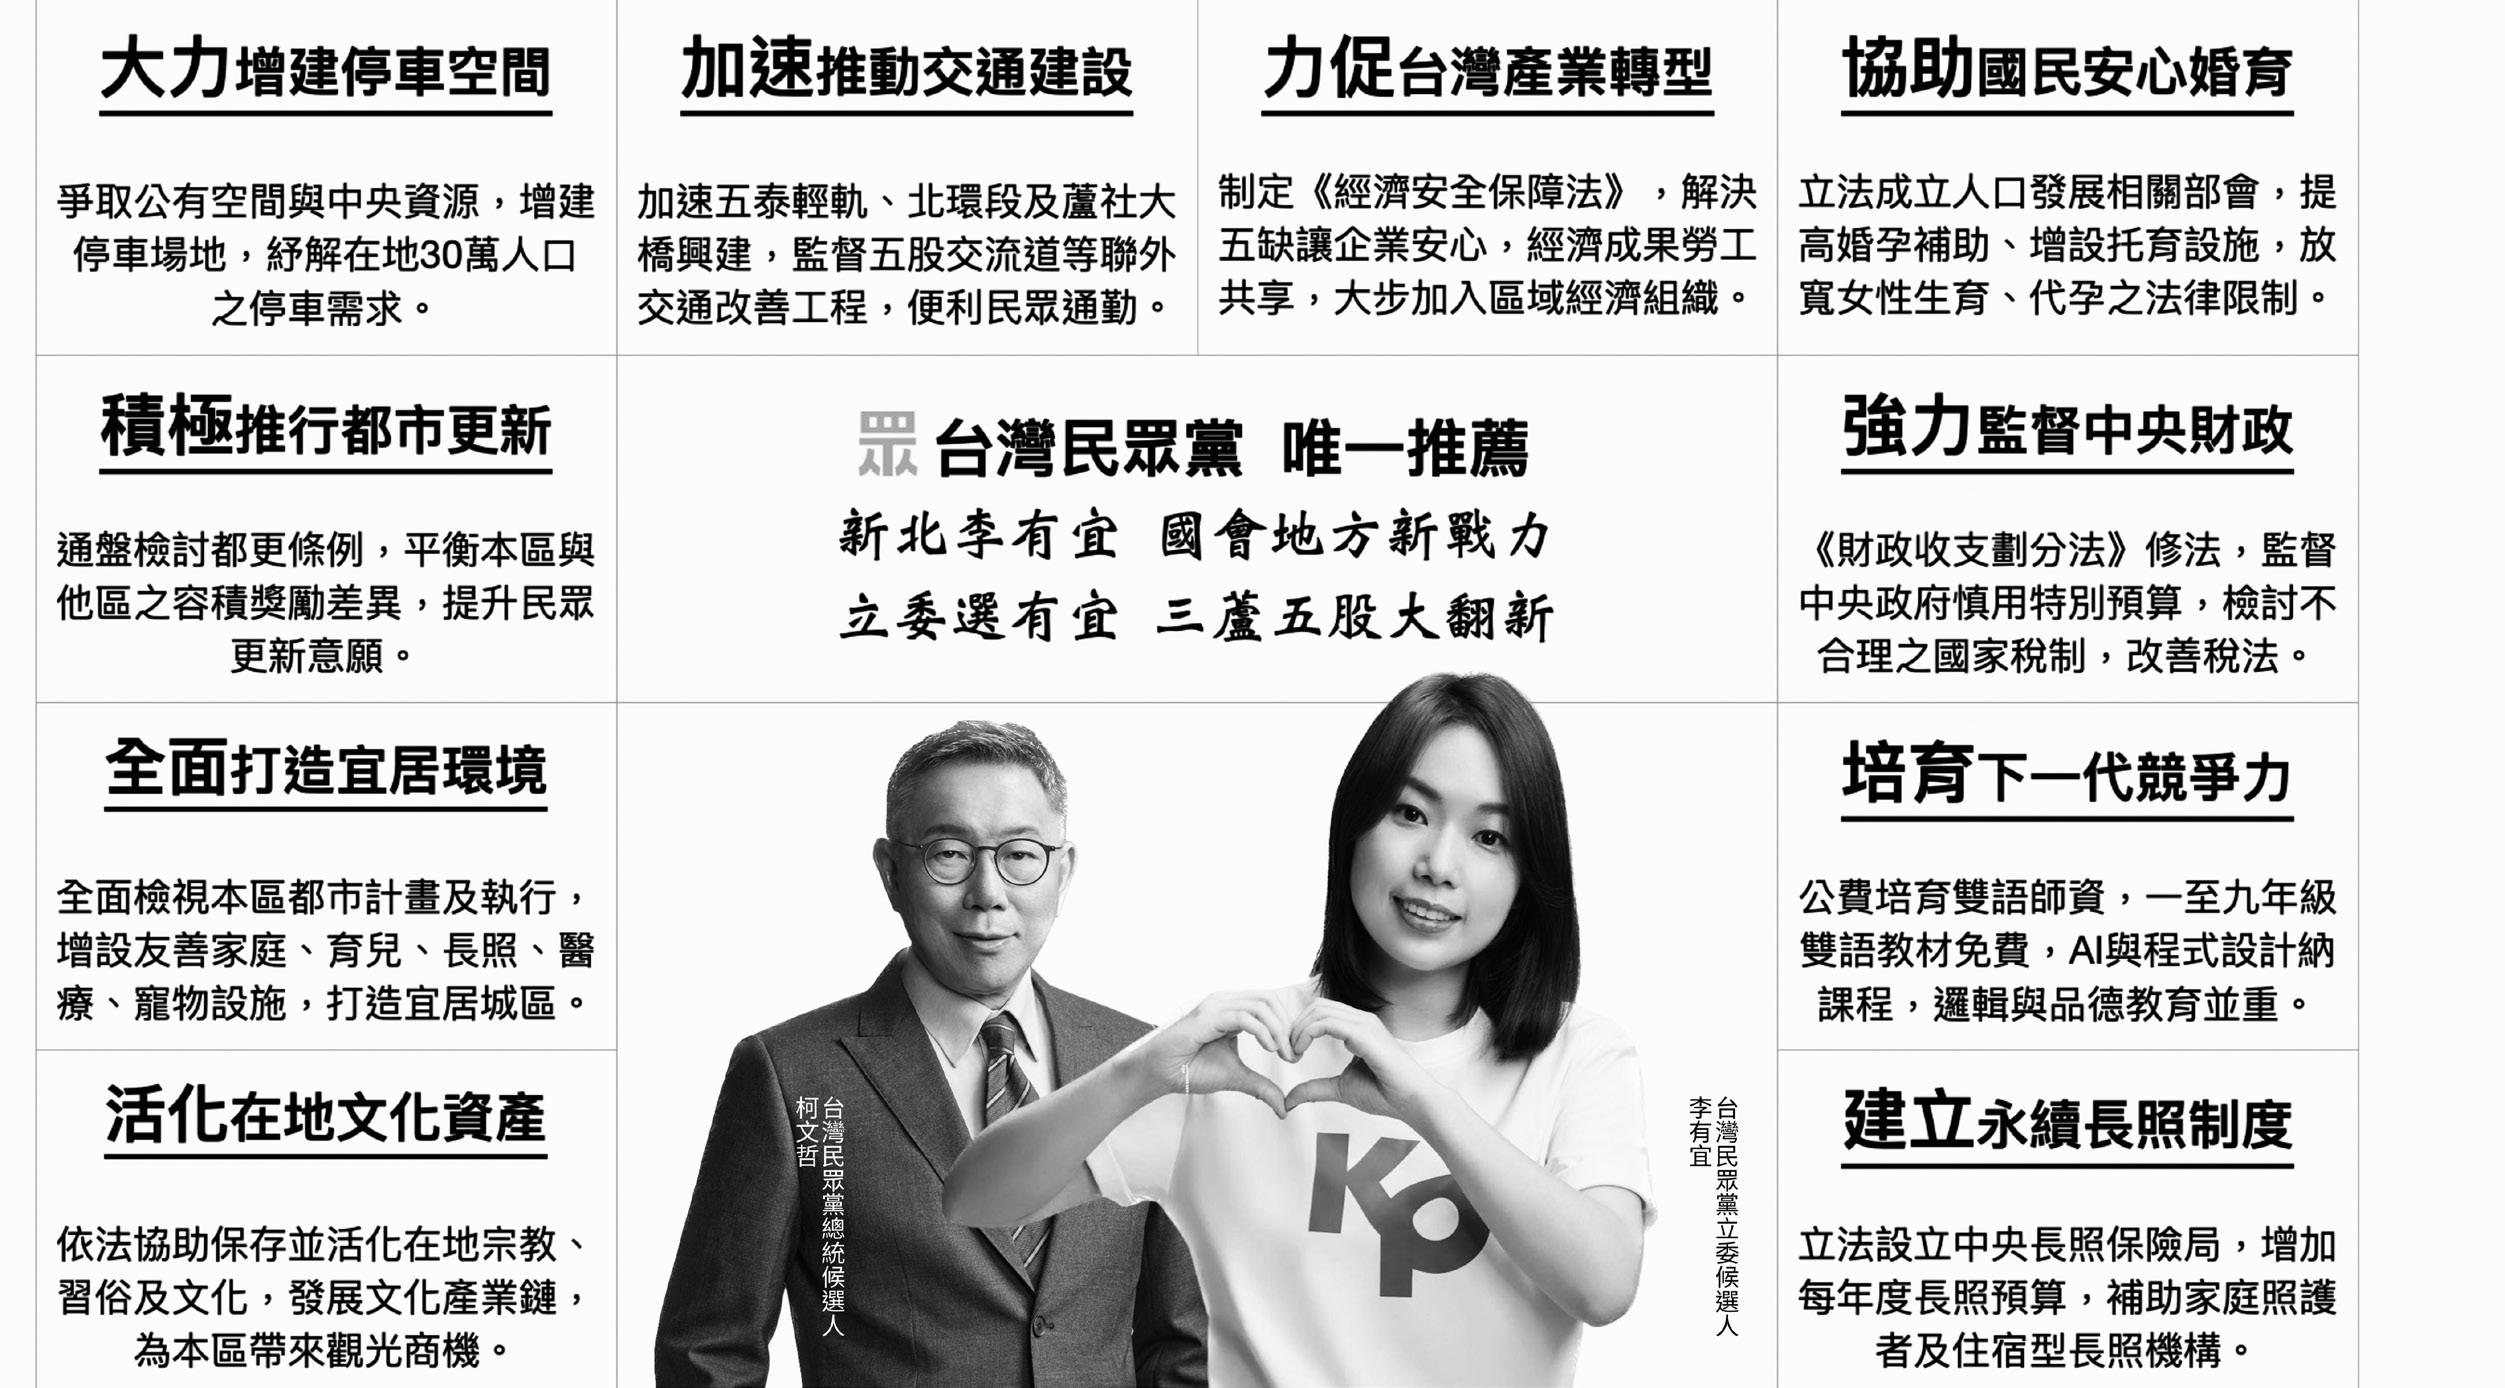 大力增建停車空間
爭取公有空間與中央資源，增建
停車場地，紓解在地30萬人口
之停車需求。
加速推動交通建設
加速五泰輕軌、北環段及蘆社大
橋興建，監督五股交流道等聯外
交通改善工程，便利民眾通勤。
力促台灣產業轉型
制定《經濟安全保障法》，解決
五缺讓企業安心，經濟成果勞工
共享，大步加入區域經濟組織。
協助國民安心婚育
立法成立人口發展相關部會，提
高婚孕補助、增設托育設施，放
寬女性生育、代孕之法律限制。
積極推行都市更新
通盤檢討都更條例，平衡本區與
他區之容積獎勵差異，提升民眾
更新意願。
眾 台灣民眾黨 唯一推薦
新北李有宜 國會地方新戰力
立委選有宜 三蘆五股大翻新
強力監督中央財政
《財政收支劃分法》修法，監督
中央政府慎用特別預算，檢討不
合理之國家稅制，改善稅法。
全面打造宜居環境
全面檢視本區都市計畫及執行，
增設友善家庭、育兒、長照、醫
療、寵物設施，打造宜居城區。
培育下一代競爭力
公費培育雙語師資，一至九年級
雙語教材免費，AI與程式設計納
課程，邏輯與品德教育並重。
活化在地文化資產
依法協助保存並活化在地宗教、
習俗及文化，發展文化產業鏈，
為本區帶來觀光商機。
台灣民眾黨總統候選人
柯文哲
KP
台灣民眾黨立委候選人
李有宜
建立永續長照制度
立法設立中央長照保險局，增加
每年度長照預算，補助家庭照護
者及住宿型長照機構。